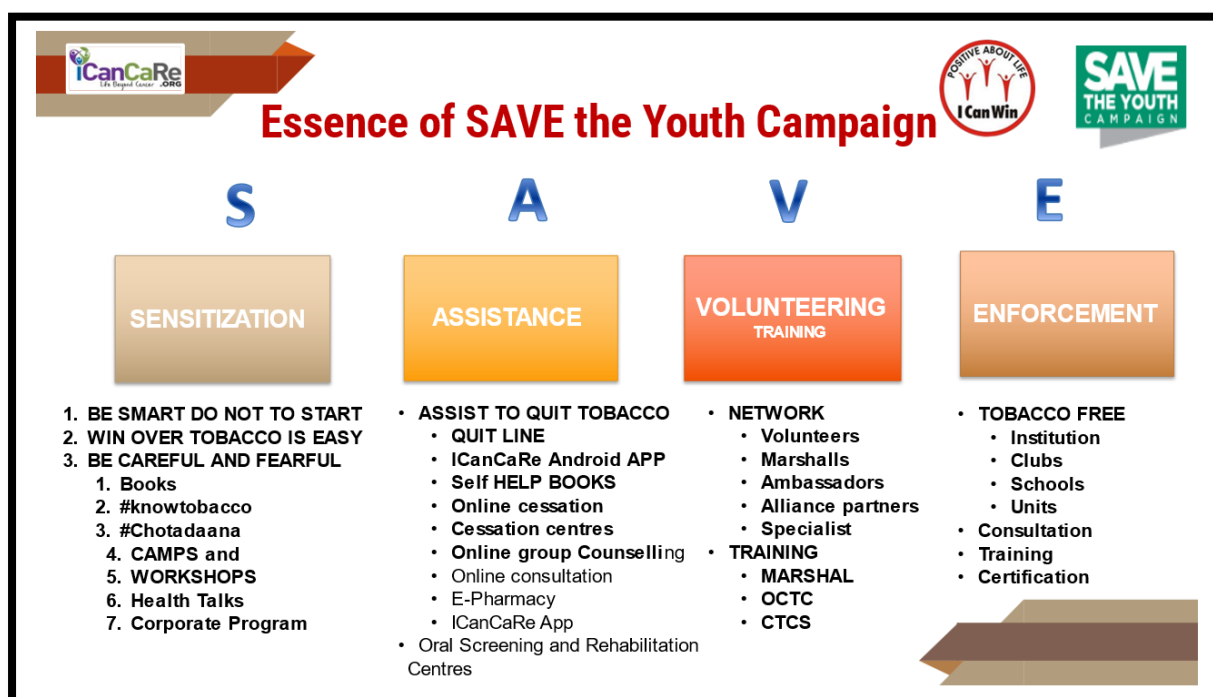 iCanCaRe
Life Beyond Cancer .ORG
POSITIVE ABOUT LIFE
I Can Win
SAVE
THE YOUTH
CAMPAIGN
Essence of SAVE the Youth Campaign
S
SENSITIZATION
1. BE SMART DO NOT TO START
2. WIN OVER TOBACCO IS EASY
3. BE CAREFUL AND FEARFUL
1. Books
2. #knowtobacco
3. #Chotadaana
4. CAMPS and
5. WORKSHOPS
6. Health Talks
7. Corporate Program
A
ASSISTANCE
• ASSIST TO QUIT TOBACCO
• QUIT LINE
• ICanCaRe Android APP
• Self HELP BOOKS
• Online cessation
• Cessation centres
• Online group Counselling
• Online consultation
• E-Pharmacy
• ICanCaRe App
• Oral Screening and Rehabilitation
Centres
V
VOLUNTEERING
TRAINING
• NETWORK
• Volunteers
• Marshalls
• Ambassadors
• Alliance partners
• Specialist
• TRAINING
• MARSHAL
• OCTC
• CTCS
E
ENFORCEMENT
• TOBACCO FREE
• Institution
• Clubs
• Schools
• Units
• Consultation
• Training
• Certification